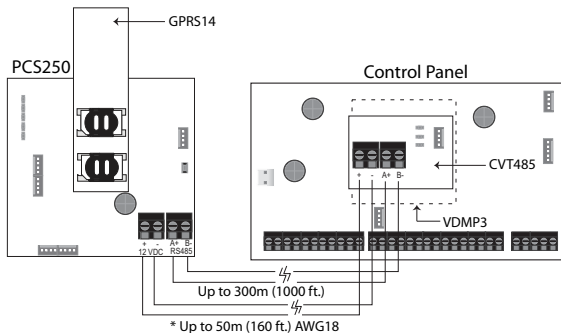 GPRS14
PCS250
Control Panel
CVT485
+ - A+ B-
VDMP3
+ - A+ B-
12 VDC RS485
Up to 300m (1000 ft.)
* Up to 50m (160 ft.) AWG18